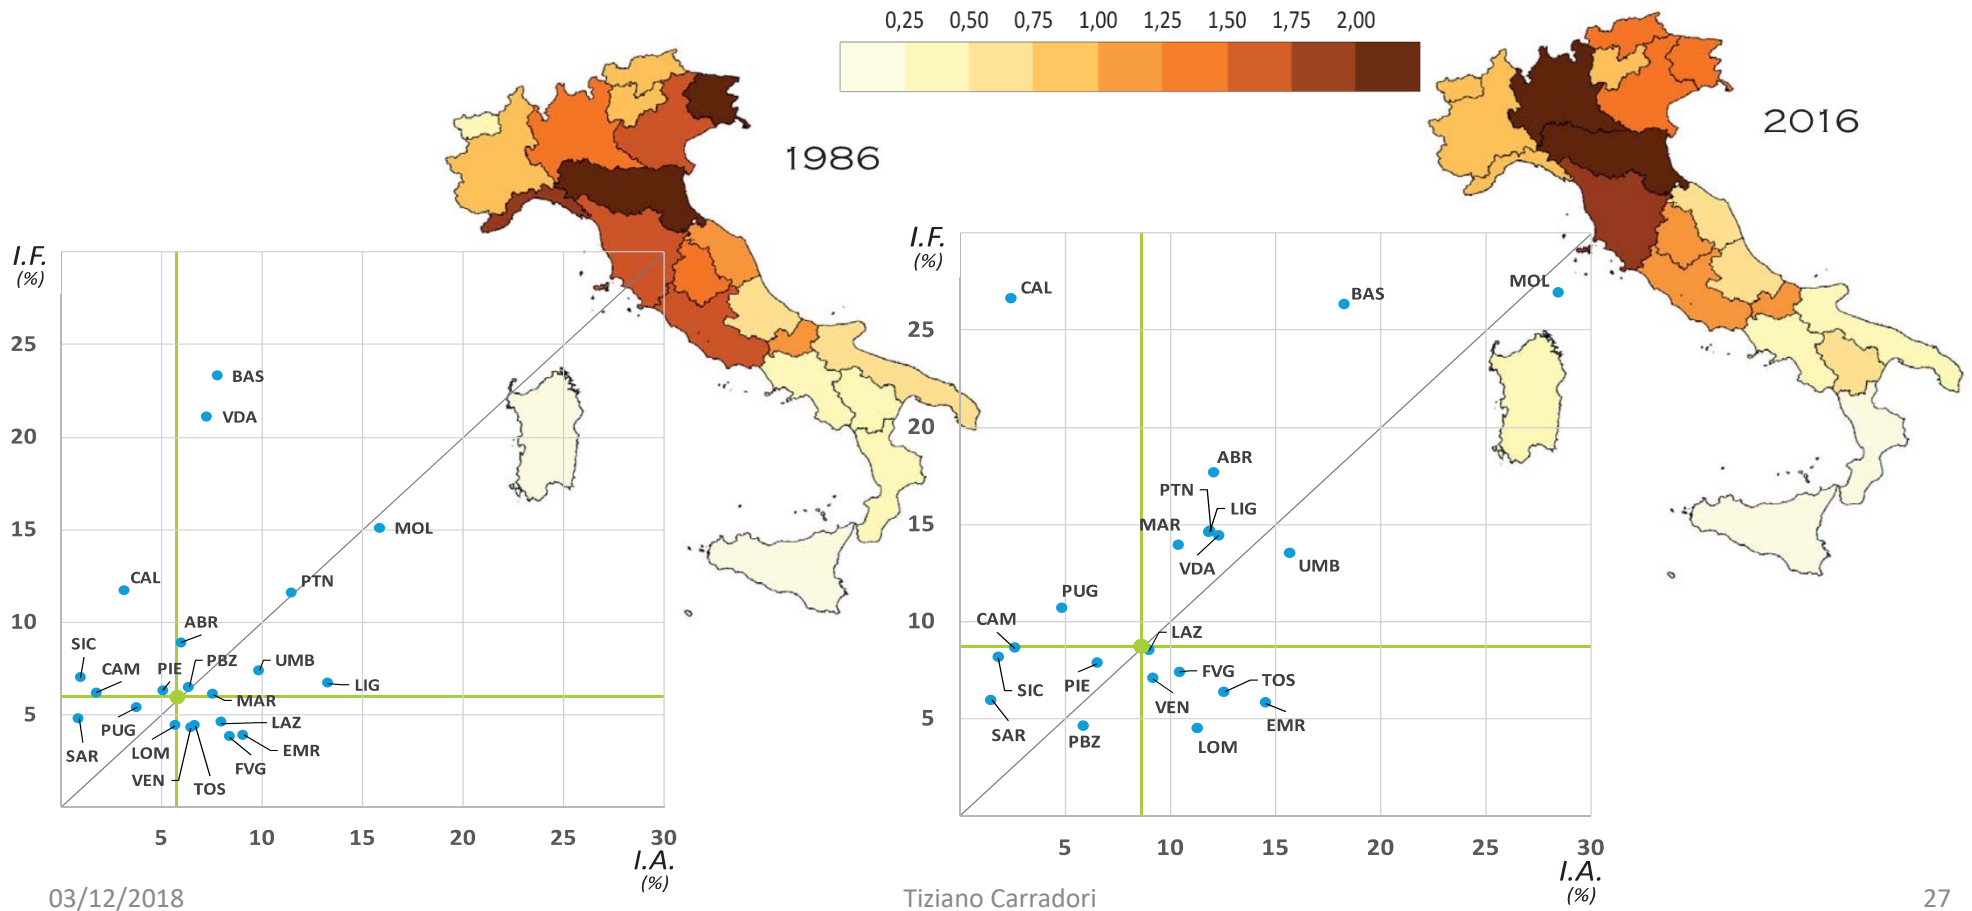 0,25 0,50 0,75 1,00 1,25 1,50 1,75 2,00
1986
2016
I.F.
(%)
25
20
15
10
5
BAS
VDA
MOL
PTN
CAL
ABR
SIC
CAM
PIE
PBZ
UMB
LIG
MAR
PUG
LAZ
SAR
LOM
EMR
VEN
FVG
TOS
5 10 15 20 25 30
I.A.
(%)
I.F.
(%)
25
20
15
10
5
CAL
BAS
MOL
ABR
PTN
LIG
MAR
VDA
UMB
PUG
CAM
LAZ
SIC
PIE
FVG
TOS
VEN
SAR
PBZ
LOM
EMR
5 10 15 20 25 30
I.A.
(%)
03/12/2018
Tiziano Carradori
27